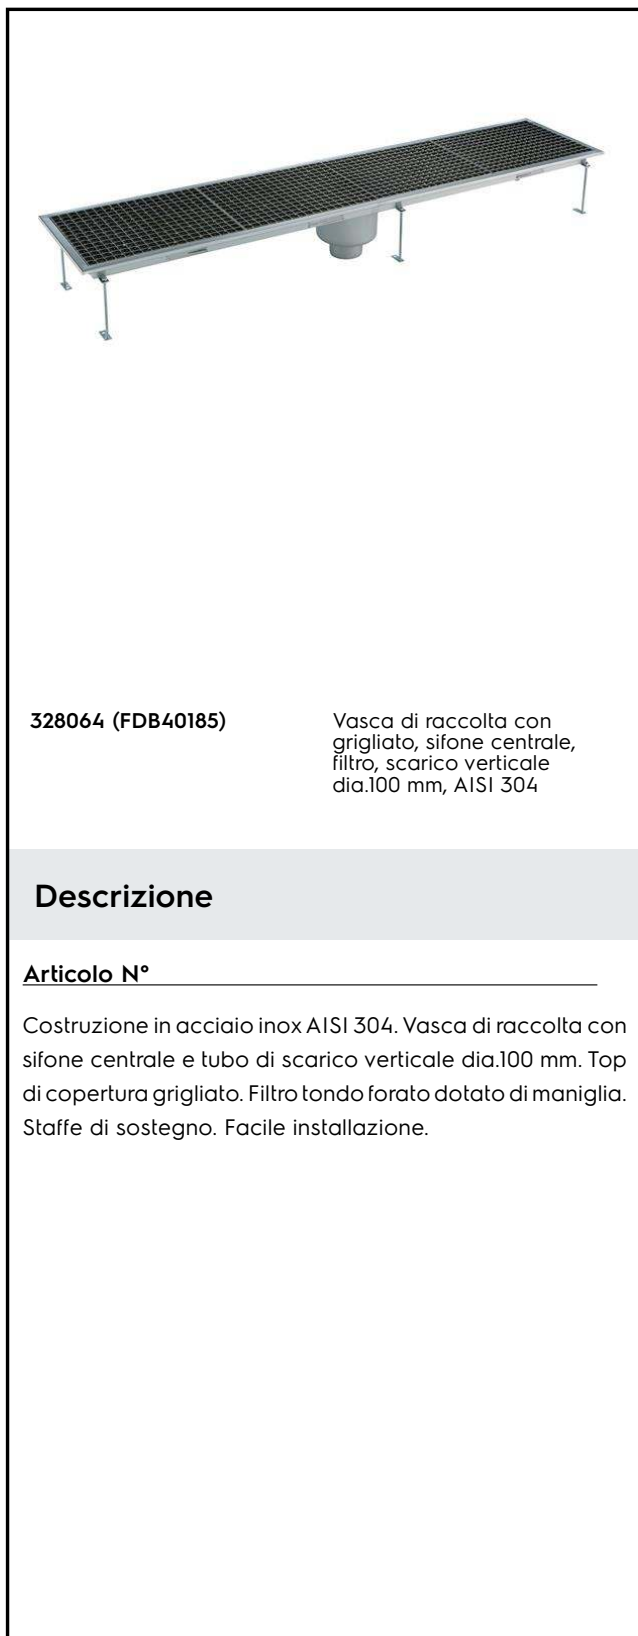 328064 (FDB40185)
Vasca di raccolta con
grigliato, sifone centrale,
filtro, scarico verticale
dia.100 mm, AISI 304
Descrizione
Articolo N°
Costruzione in acciaio inox AISI 304. Vasca di raccolta con
sifone centrale e tubo di scarico verticale dia.100 mm. Top
di copertura grigliato. Filtro tondo forato dotato di maniglia.
Staffe di sostegno. Facile installazione.